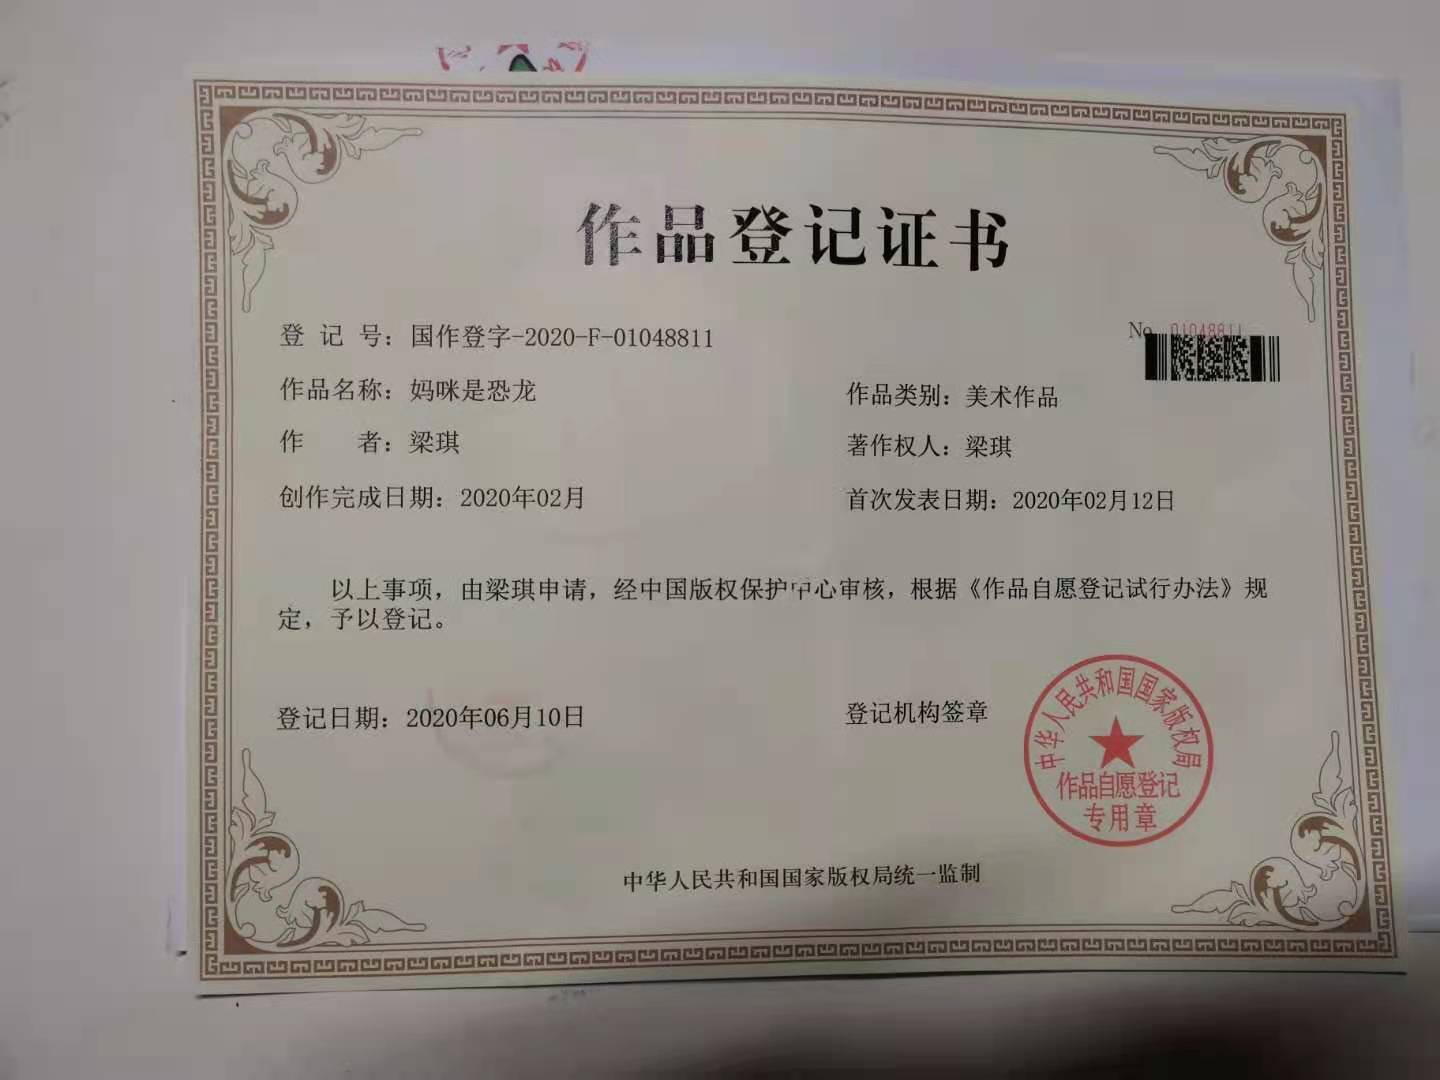 作品登记证书
登 记 号：国作登字-2020-F-01048811
No. 01048811
作品名称：妈咪是恐龙
作品类别：美术作品
作 者：梁琪
著作权人：梁琪
创作完成日期：2020年02月
首次发表日期：2020年02月12日
以上事项，由梁琪申请，经中国版权保护中心审核，根据《作品自愿登记试行办法》规
定，予以登记。
登记日期：2020年06月10日
登记机构签章
中华人民共和国国家版权局
作品自愿登记
专用章
中华人民共和国国家版权局统一监制